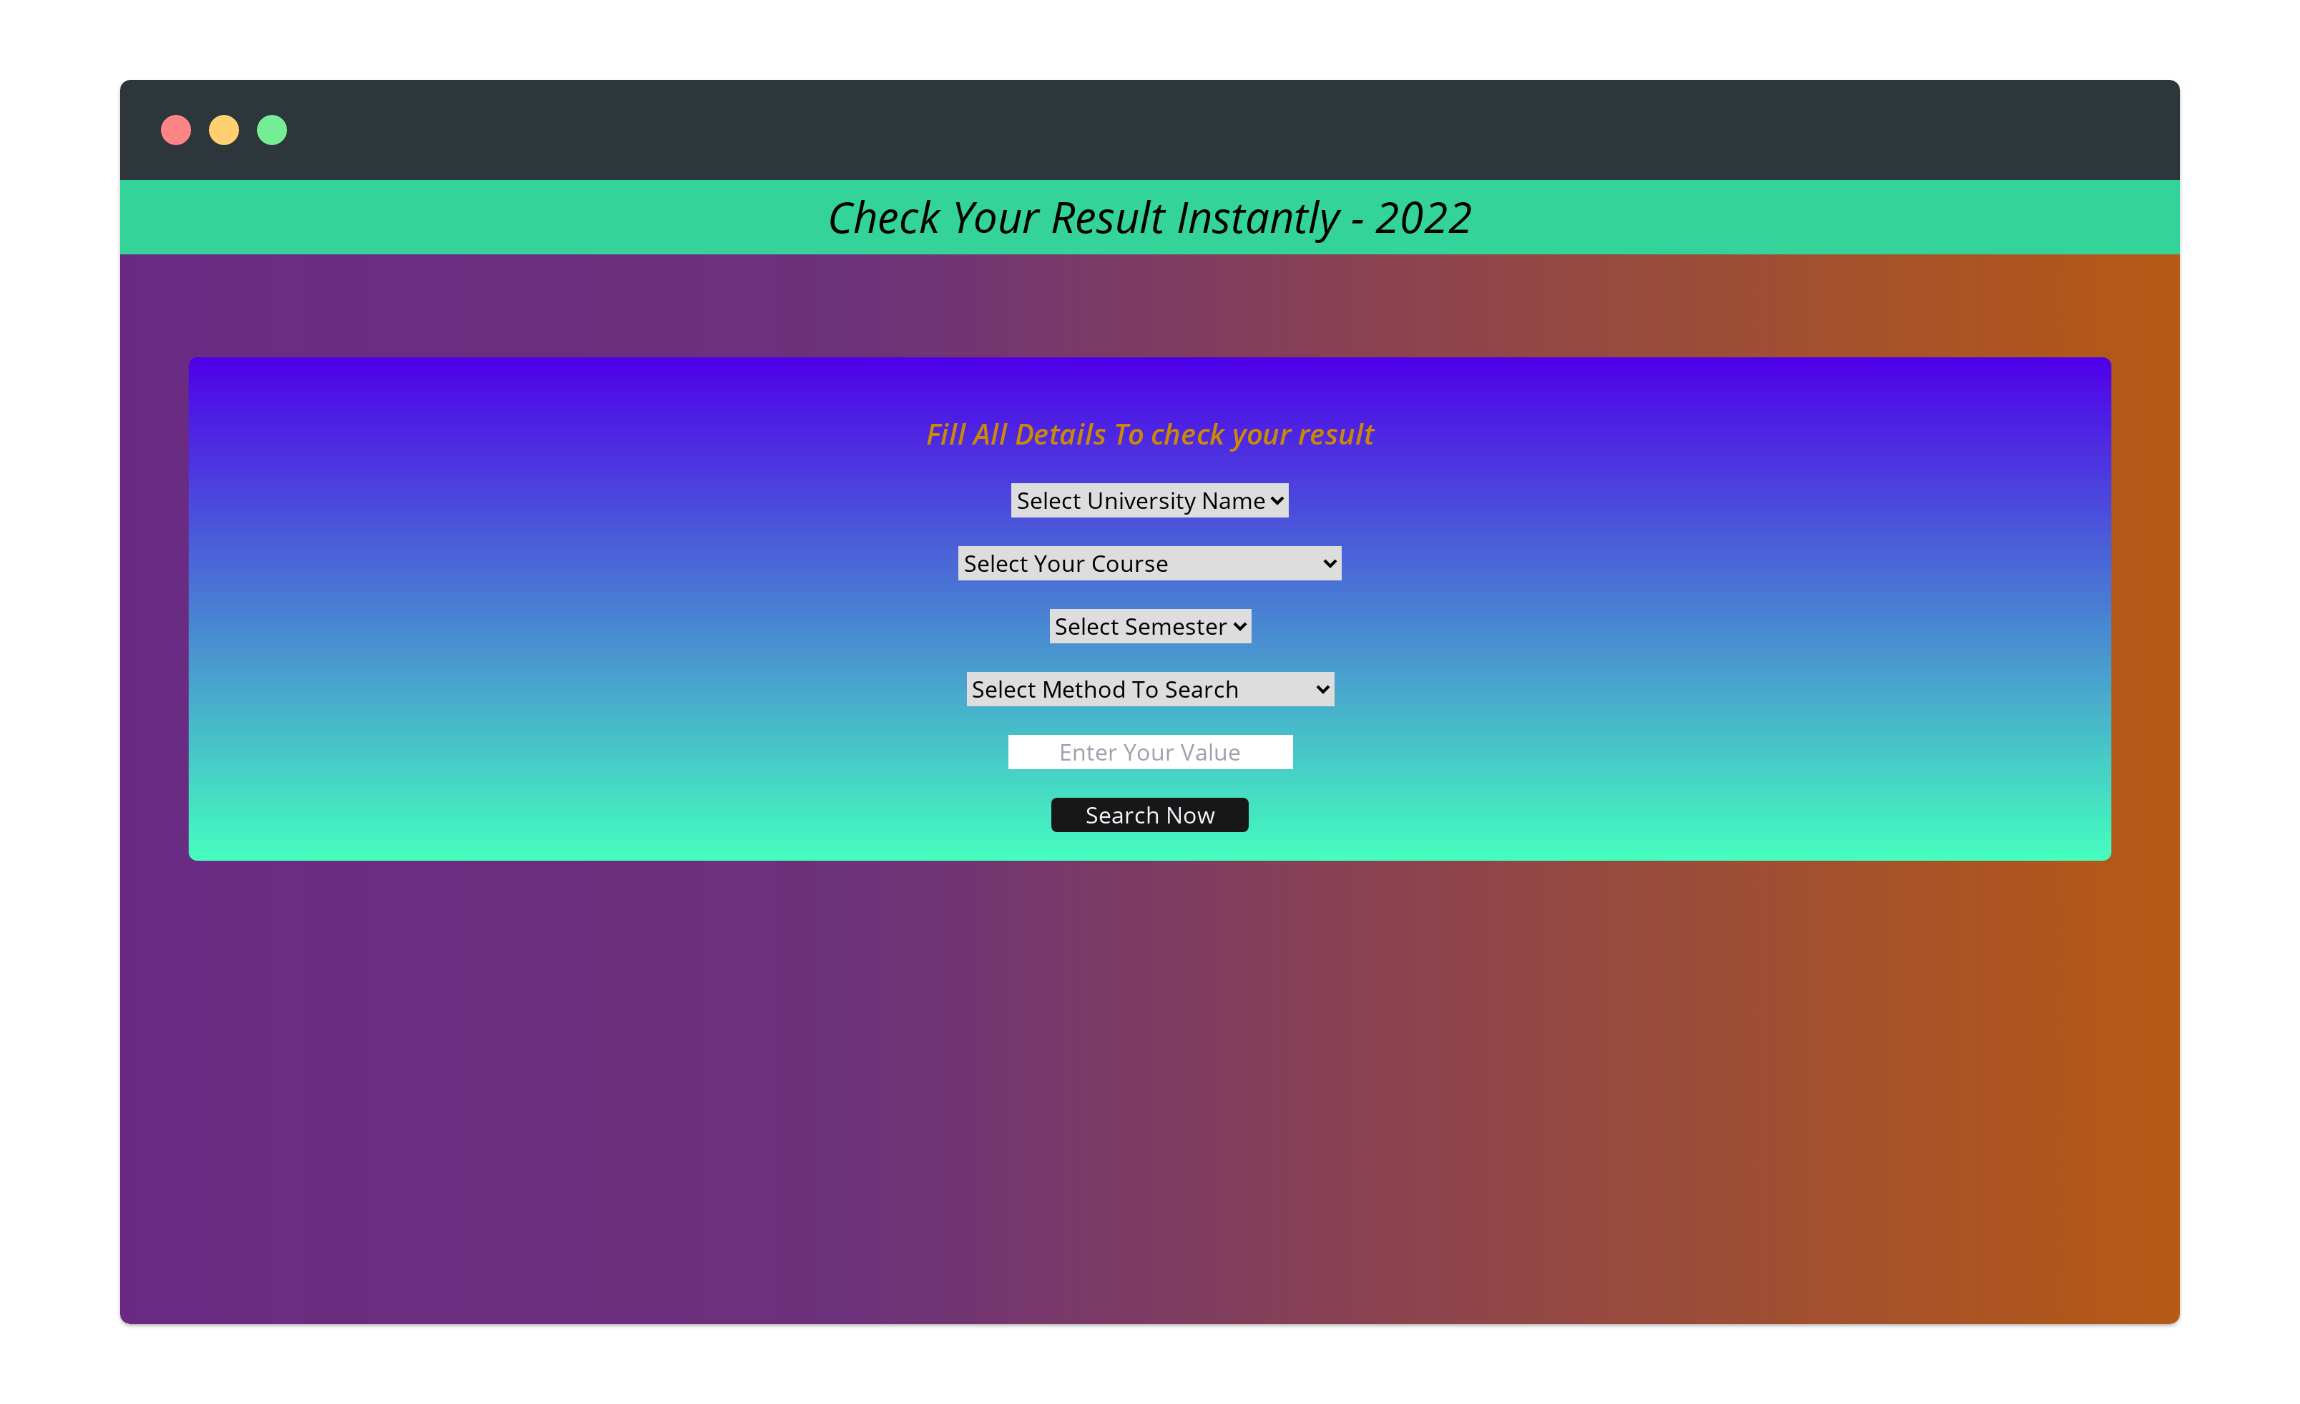 Check Your Result Instantly - 2022
Fill All Details To check your result
Select University Name
Select Your Course
Select Semester
Select Method To Search
Enter Your Value
Search Now